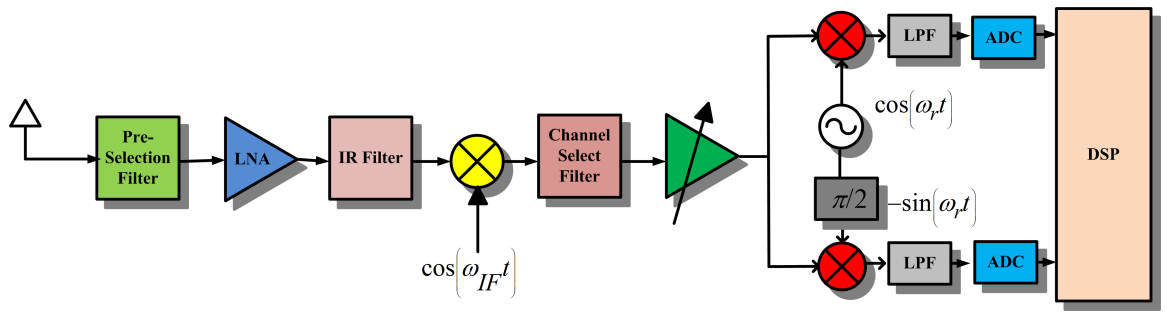 Pre-
Selection
Filter
LNA
IR Filter
cos(ω_IF t)
Channel
Select
Filter
cos(ω_r t)
π/2
−sin(ω_r t)
LPF
ADC
LPF
ADC
DSP